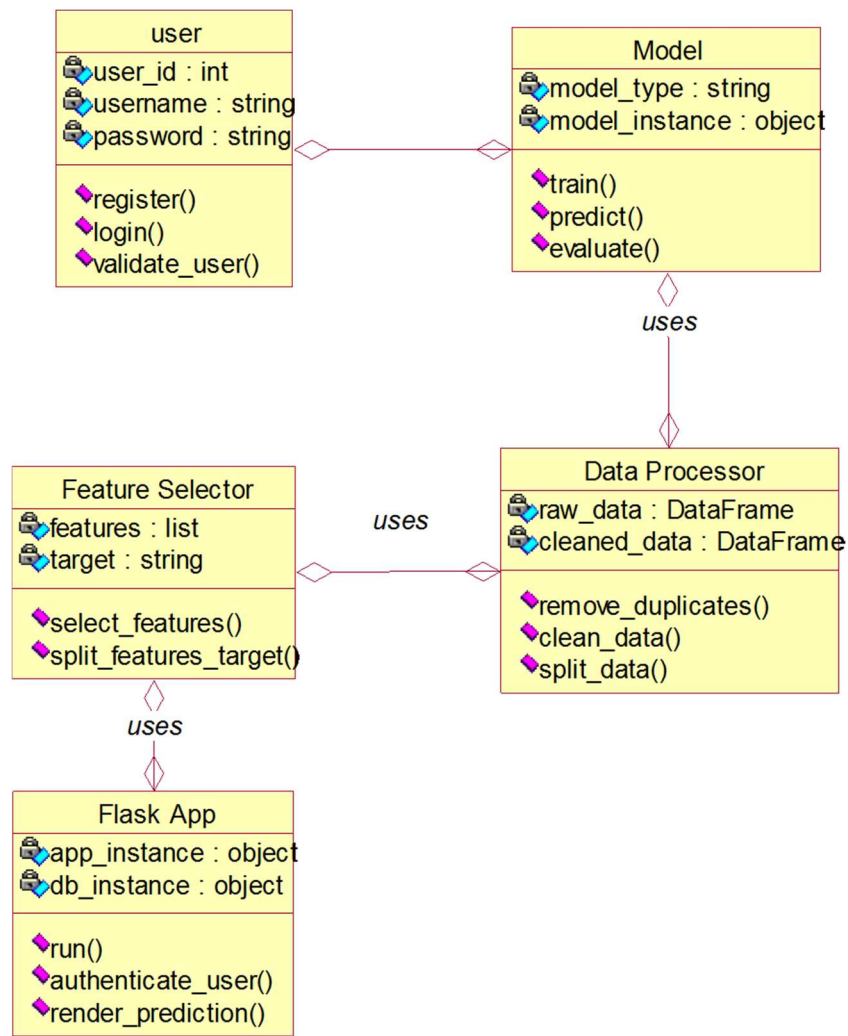 user
user_id : int
username : string
password : string
register()
login()
validate_user()
Model
model_type : string
model_instance : object
train()
predict()
evaluate()
uses
Data Processor
raw_data : DataFrame
cleaned_data : DataFrame
remove_duplicates()
clean_data()
split_data()
uses
Feature Selector
features : list
target : string
select_features()
split_features_target()
uses
Flask App
app_instance : object
db_instance : object
run()
authenticate_user()
render_prediction()